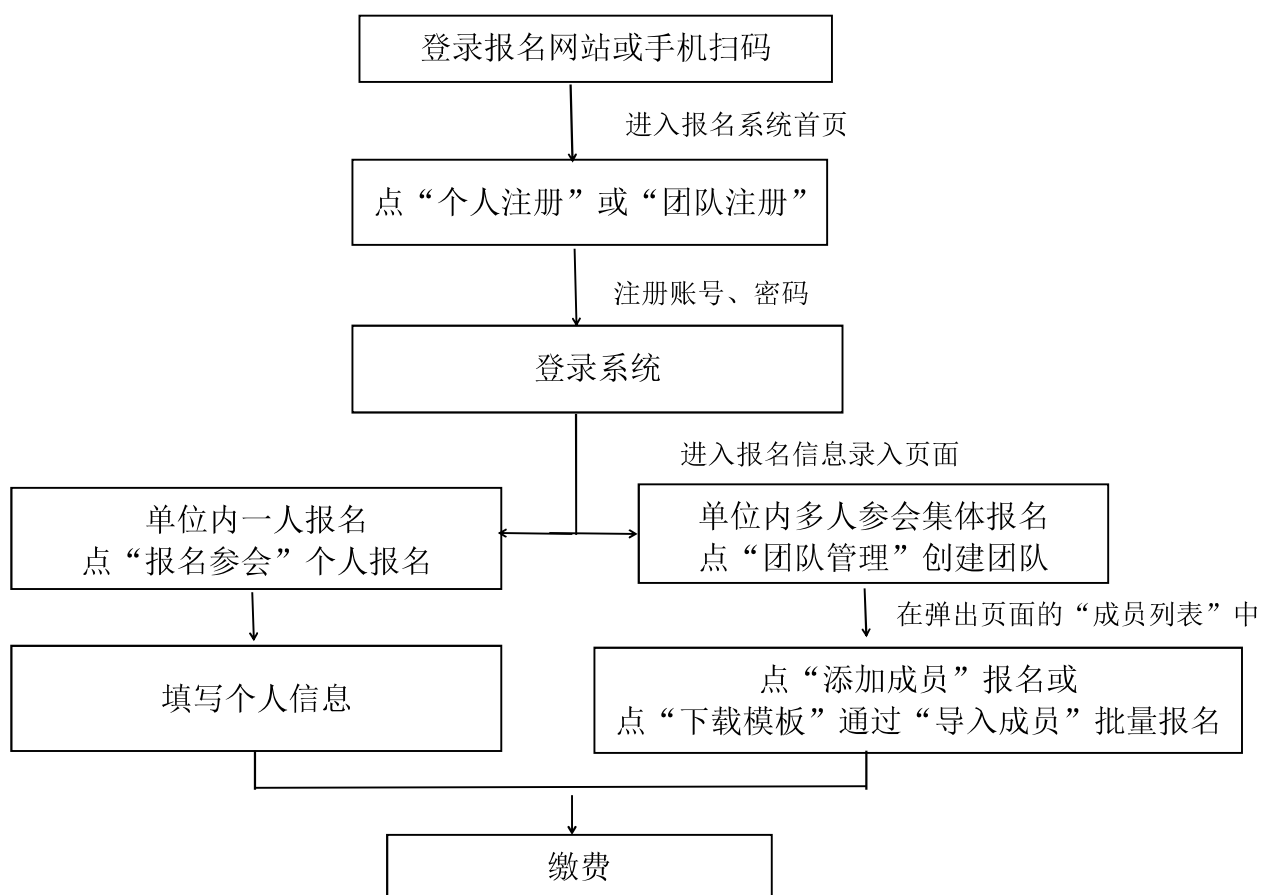 登录报名网站或手机扫码
进入报名系统首页
点“个人注册”或“团队注册”
注册账号、密码
登录系统
进入报名信息录入页面
单位内一人报名
点“报名参会”个人报名
单位内多人参会集体报名
点“团队管理”创建团队
在弹出页面的“成员列表”中
填写个人信息
点“添加成员”报名或
点“下载模板”通过“导入成员”批量报名
缴费